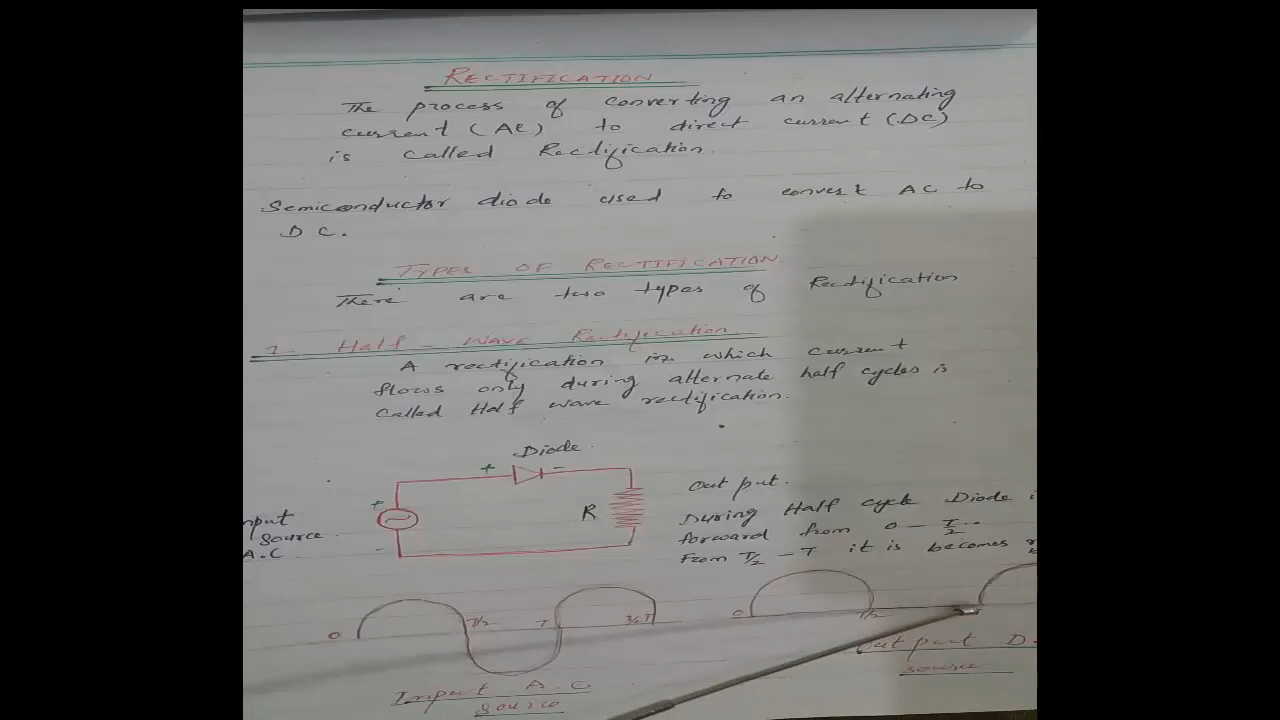 RECTIFICATION
The process of converting an alternating
current (AC) to direct current (DC)
is called Rectification.
Semiconductor diode used to convert AC to
DC.
TYPES OF RECTIFICATION.
There are two types of Rectification
Half-Wave Rectification
A rectification in which current
flows only during alternate half cycles is
called Half wave rectification.
Diode
+ −
+
R
Input
source
A.C
−
Out put.
During Half cycle Diode i
forward from 0 − T/2..
From T/2 − T it is becomes
0 T/2 T 3/2T
0 T/2
Input A.C
source
Out put D.
source